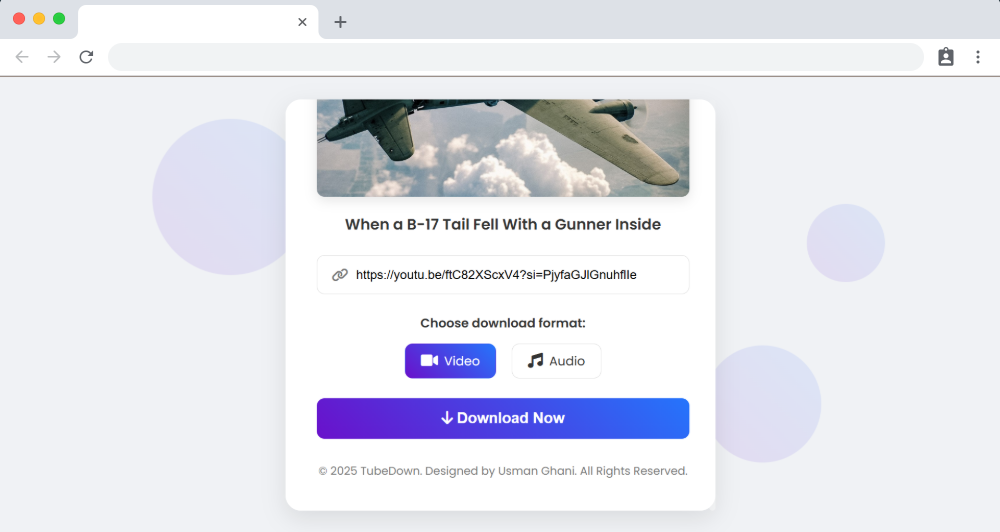 When a B-17 Tail Fell With a Gunner Inside
https://youtu.be/ftC82XScxV4?si=PjyfaGJlGnuhflIe
Choose download format:
Video
Audio
Download Now
© 2025 TubeDown. Designed by Usman Ghani. All Rights Reserved.